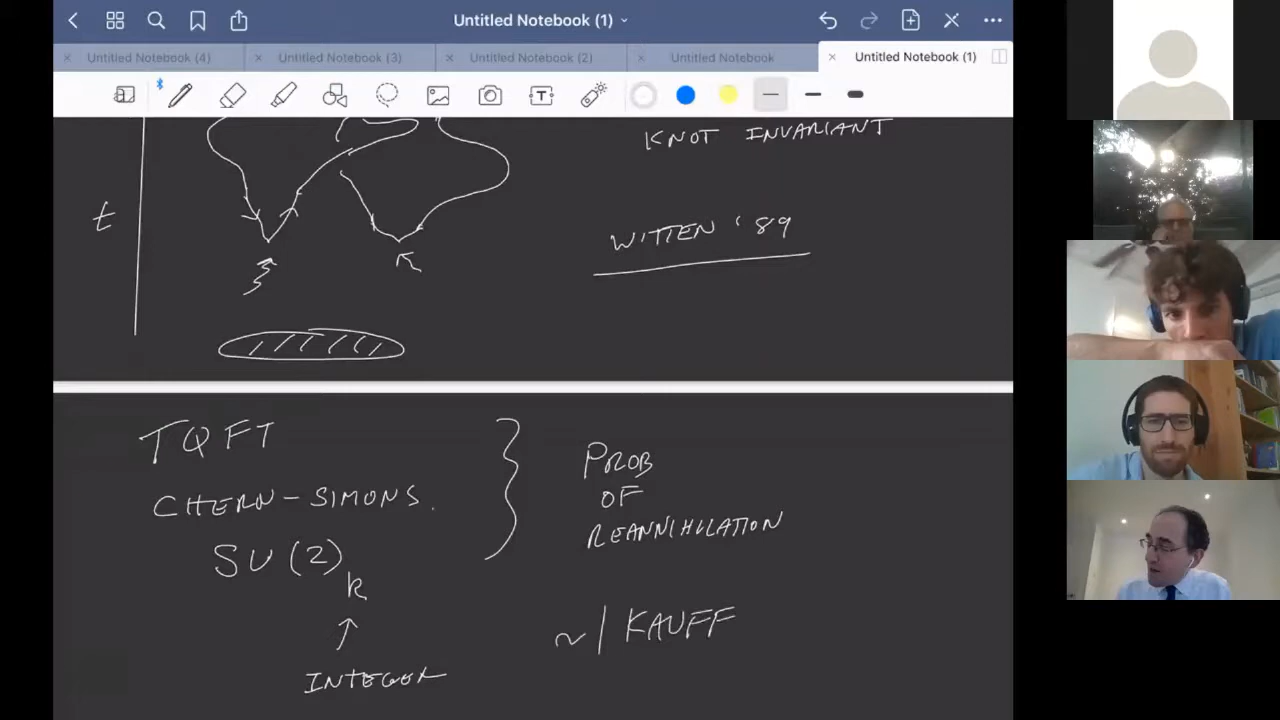 Untitled Notebook (1)
Untitled Notebook (4)
Untitled Notebook (3)
Untitled Notebook (2)
Untitled Notebook
Untitled Notebook (1)
T
KNOT INVARIANT
t
WITTEN '89
TQFT
CHERN-SIMONS.
SU(2)k
INTEGER
PROB
OF
REANNIHILATION
~|KAUFF